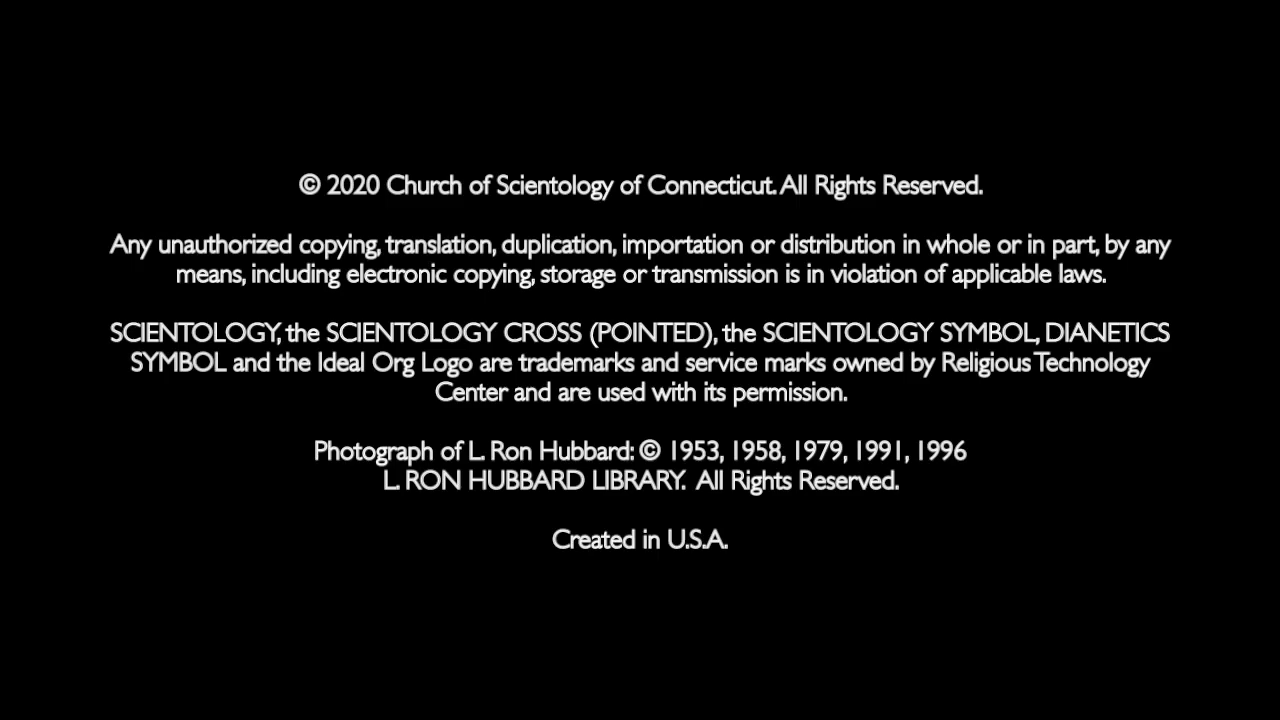 © 2020 Church of Scientology of Connecticut. All Rights Reserved.
Any unauthorized copying, translation, duplication, importation or distribution in whole or in part, by any
means, including electronic copying, storage or transmission is in violation of applicable laws.
SCIENTOLOGY, the SCIENTOLOGY CROSS (POINTED), the SCIENTOLOGY SYMBOL, DIANETICS
SYMBOL and the Ideal Org Logo are trademarks and service marks owned by Religious Technology
Center and are used with its permission.
Photograph of L. Ron Hubbard: © 1953, 1958, 1979, 1991, 1996
L. RON HUBBARD LIBRARY.  All Rights Reserved.
Created in U.S.A.